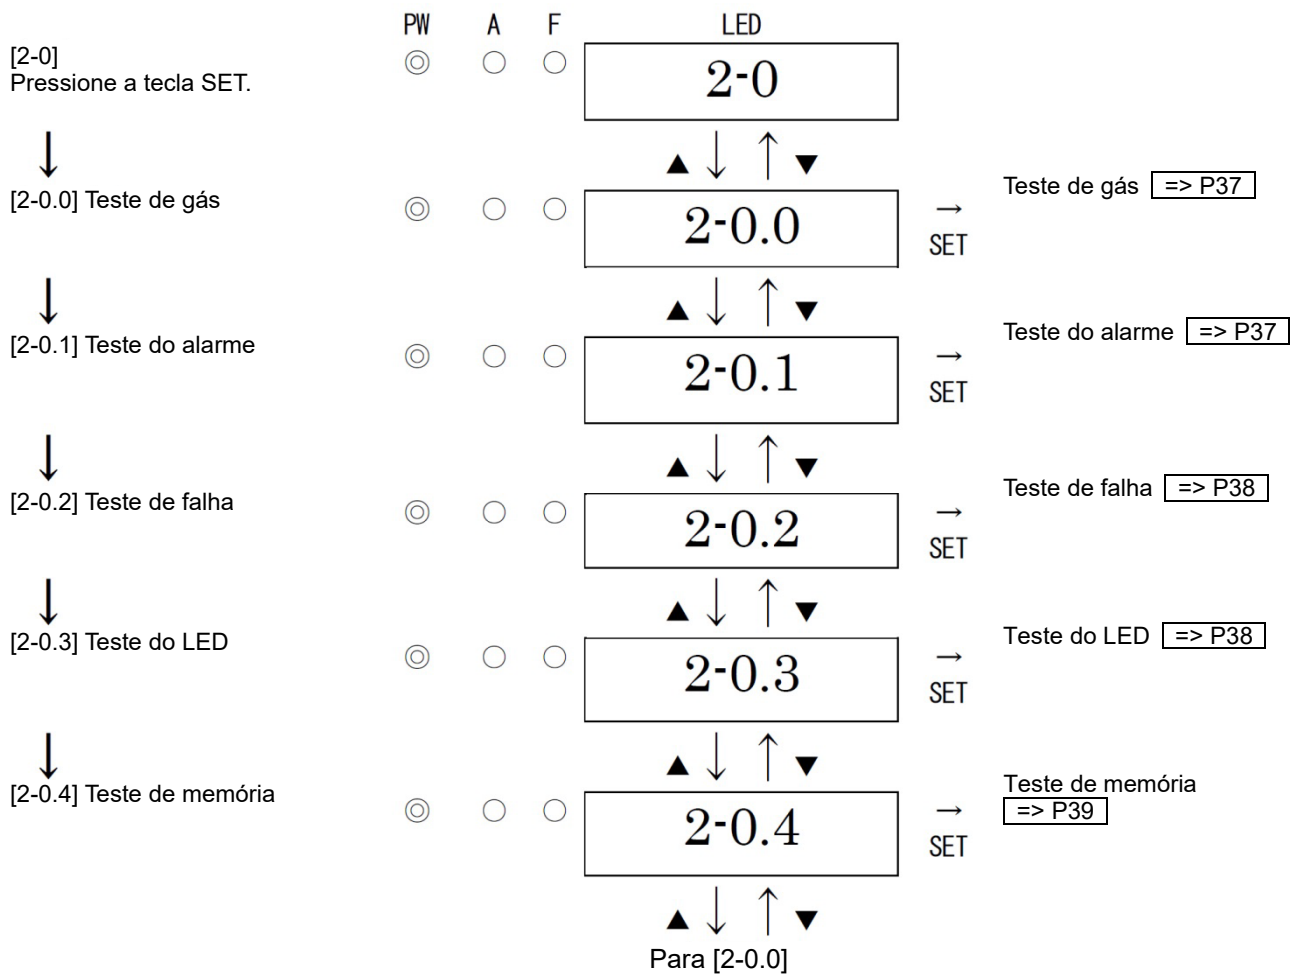 PW A F LED
[2-0]
Pressione a tecla SET.
◎ ○ ○ 2-0
↓
▲ ↓ ↑ ▼
[2-0.0] Teste de gás
◎ ○ ○ 2-0.0
→
SET
Teste de gás => P37
↓
▲ ↓ ↑ ▼
[2-0.1] Teste do alarme
◎ ○ ○ 2-0.1
→
SET
Teste do alarme => P37
↓
▲ ↓ ↑ ▼
[2-0.2] Teste de falha
◎ ○ ○ 2-0.2
→
SET
Teste de falha => P38
↓
▲ ↓ ↑ ▼
[2-0.3] Teste do LED
◎ ○ ○ 2-0.3
→
SET
Teste do LED => P38
↓
▲ ↓ ↑ ▼
[2-0.4] Teste de memória
◎ ○ ○ 2-0.4
→
SET
Teste de memória
=> P39
▲ ↓ ↑ ▼
Para [2-0.0]